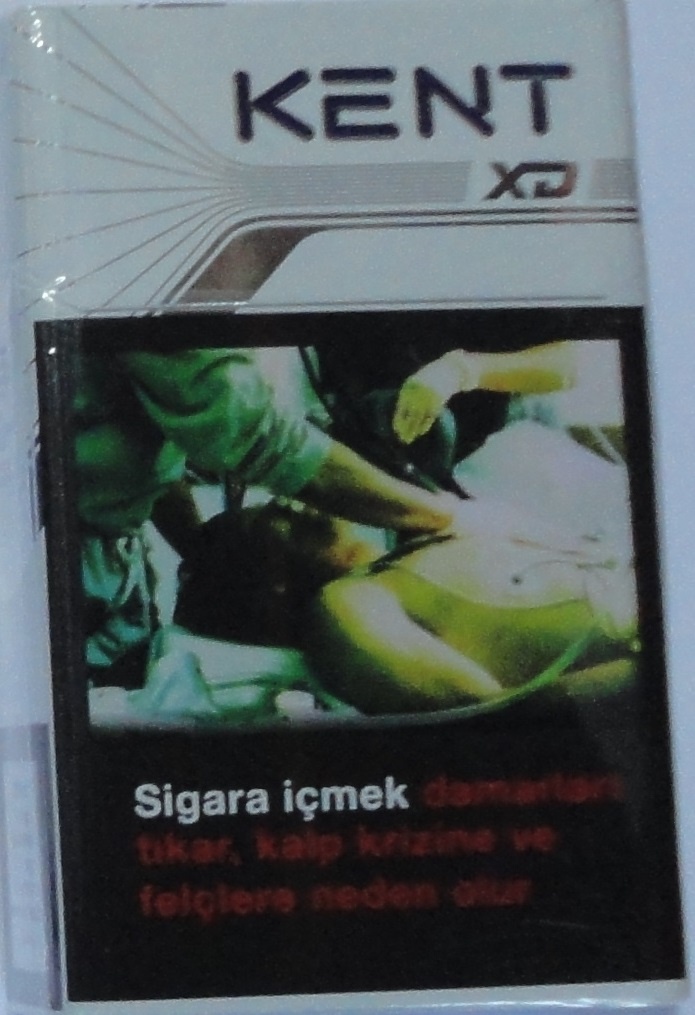 KENT
XD
Sigara içmek damarları
tıkar, kalp krizine ve
felçlere neden olur